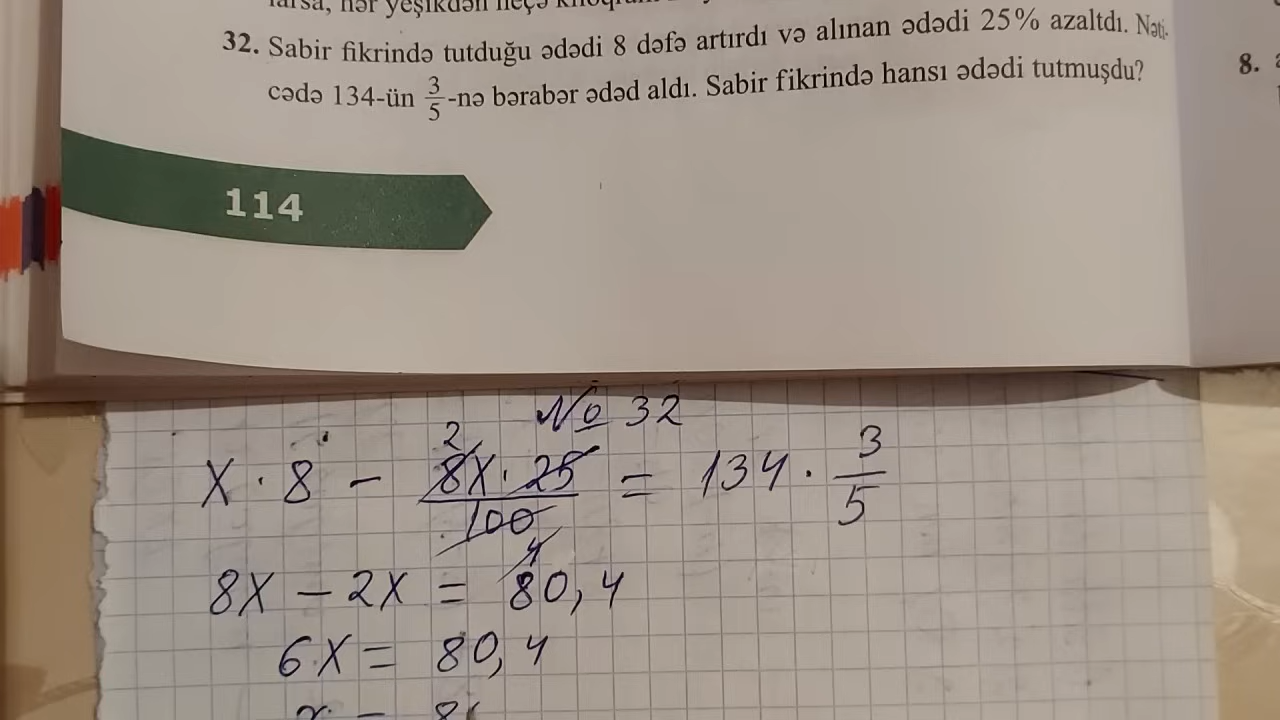 32. Sabir fikrində tutduğu ədədi 8 dəfə artırdı və alınan ədədi 25% azaltdı. Nəti-
cədə 134-ün 3/5-nə bərabər ədəd aldı. Sabir fikrində hansı ədədi tutmuşdu?
8.
114
№ 32
X · 8 − 8X · 25/100 = 134 · 3/5
2
4
8X − 2X = 80,4
6X = 80,4